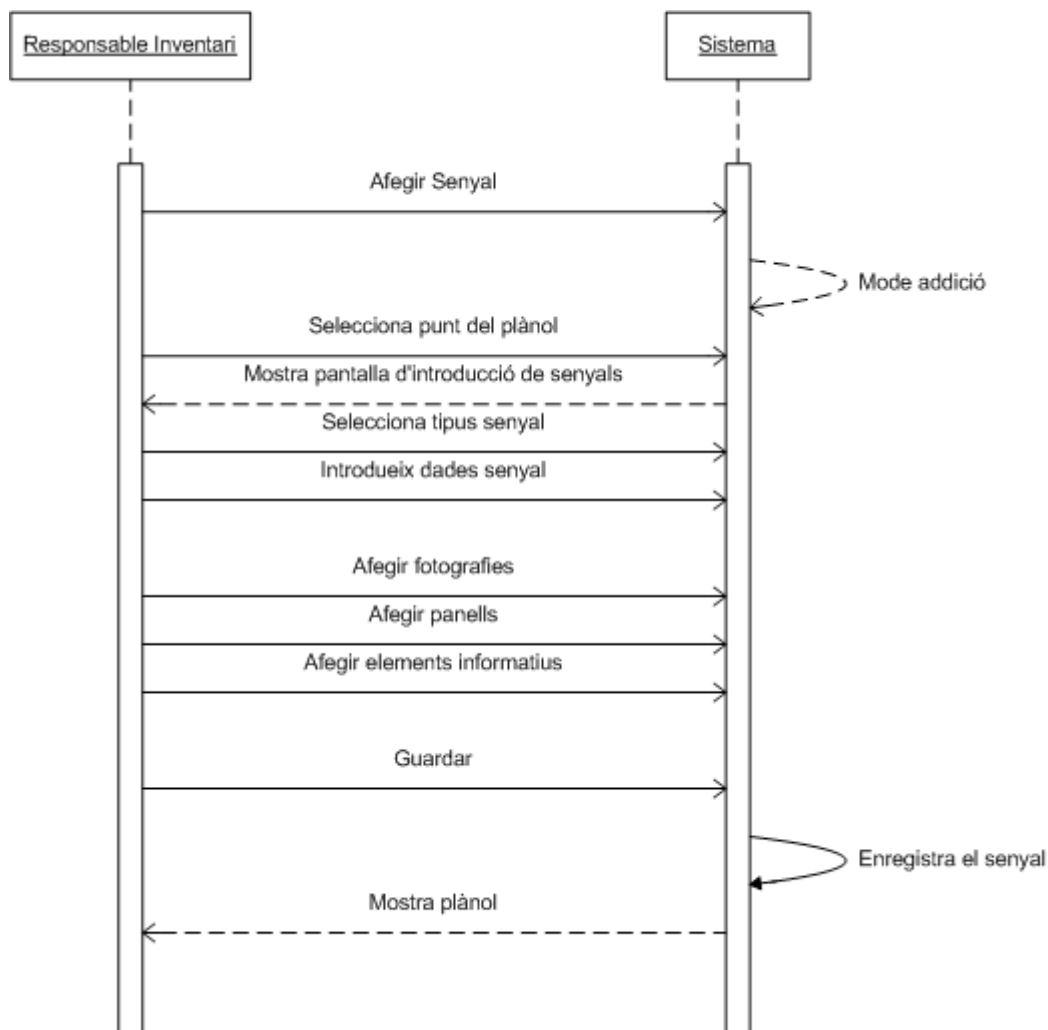 Responsable Inventari
Sistema
Afegir Senyal
Mode addició
Selecciona punt del plànol
Mostra pantalla d'introducció de senyals
Selecciona tipus senyal
Introdueix dades senyal
Afegir fotografies
Afegir panells
Afegir elements informatius
Guardar
Enregistra el senyal
Mostra plànol